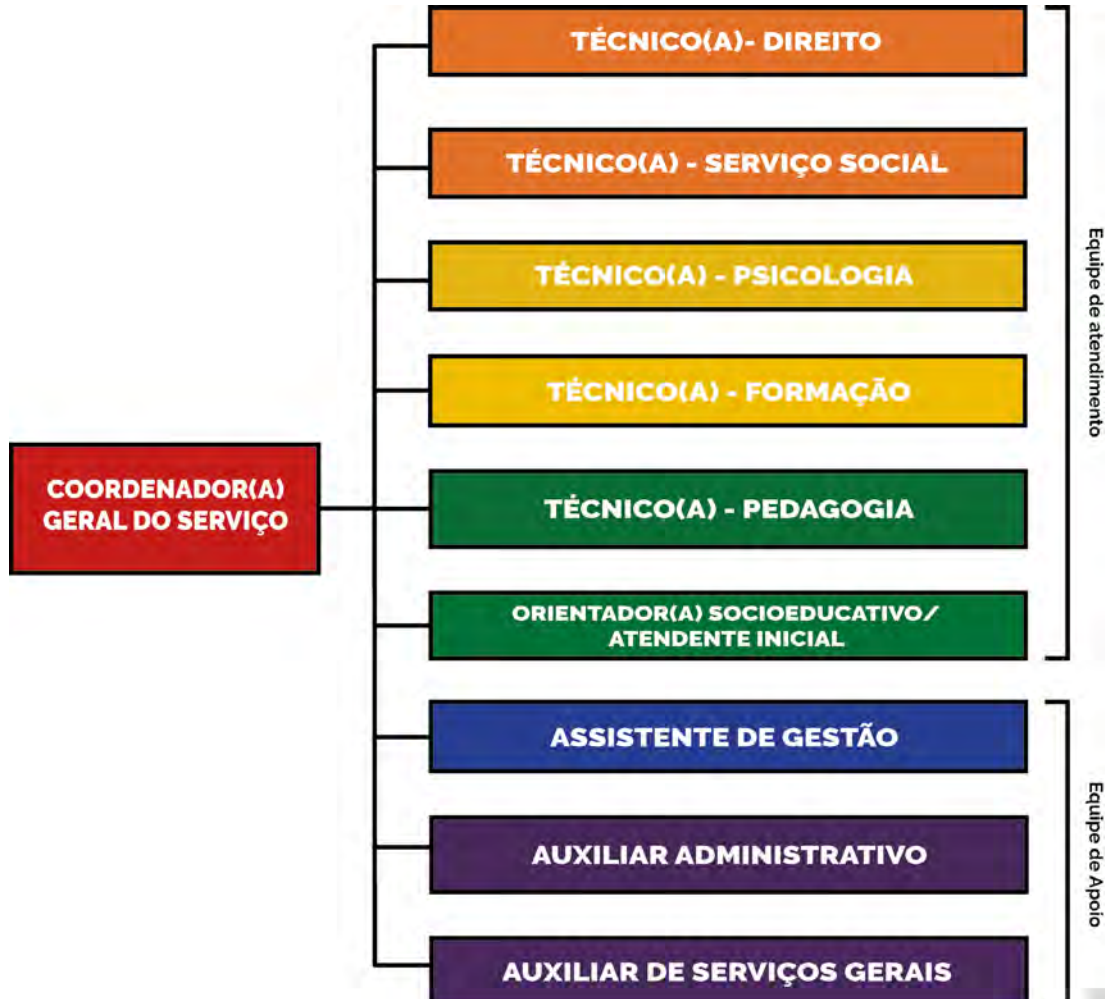 TÉCNICO(A)- DIREITO
TÉCNICO(A) - SERVIÇO SOCIAL
TÉCNICO(A) - PSICOLOGIA
TÉCNICO(A) - FORMAÇÃO
COORDENADOR(A)
GERAL DO SERVIÇO
TÉCNICO(A) - PEDAGOGIA
ORIENTADOR(A) SOCIOEDUCATIVO/
ATENDENTE INICIAL
Equipe de atendimento
ASSISTENTE DE GESTÃO
AUXILIAR ADMINISTRATIVO
AUXILIAR DE SERVIÇOS GERAIS
Equipe de Apoio